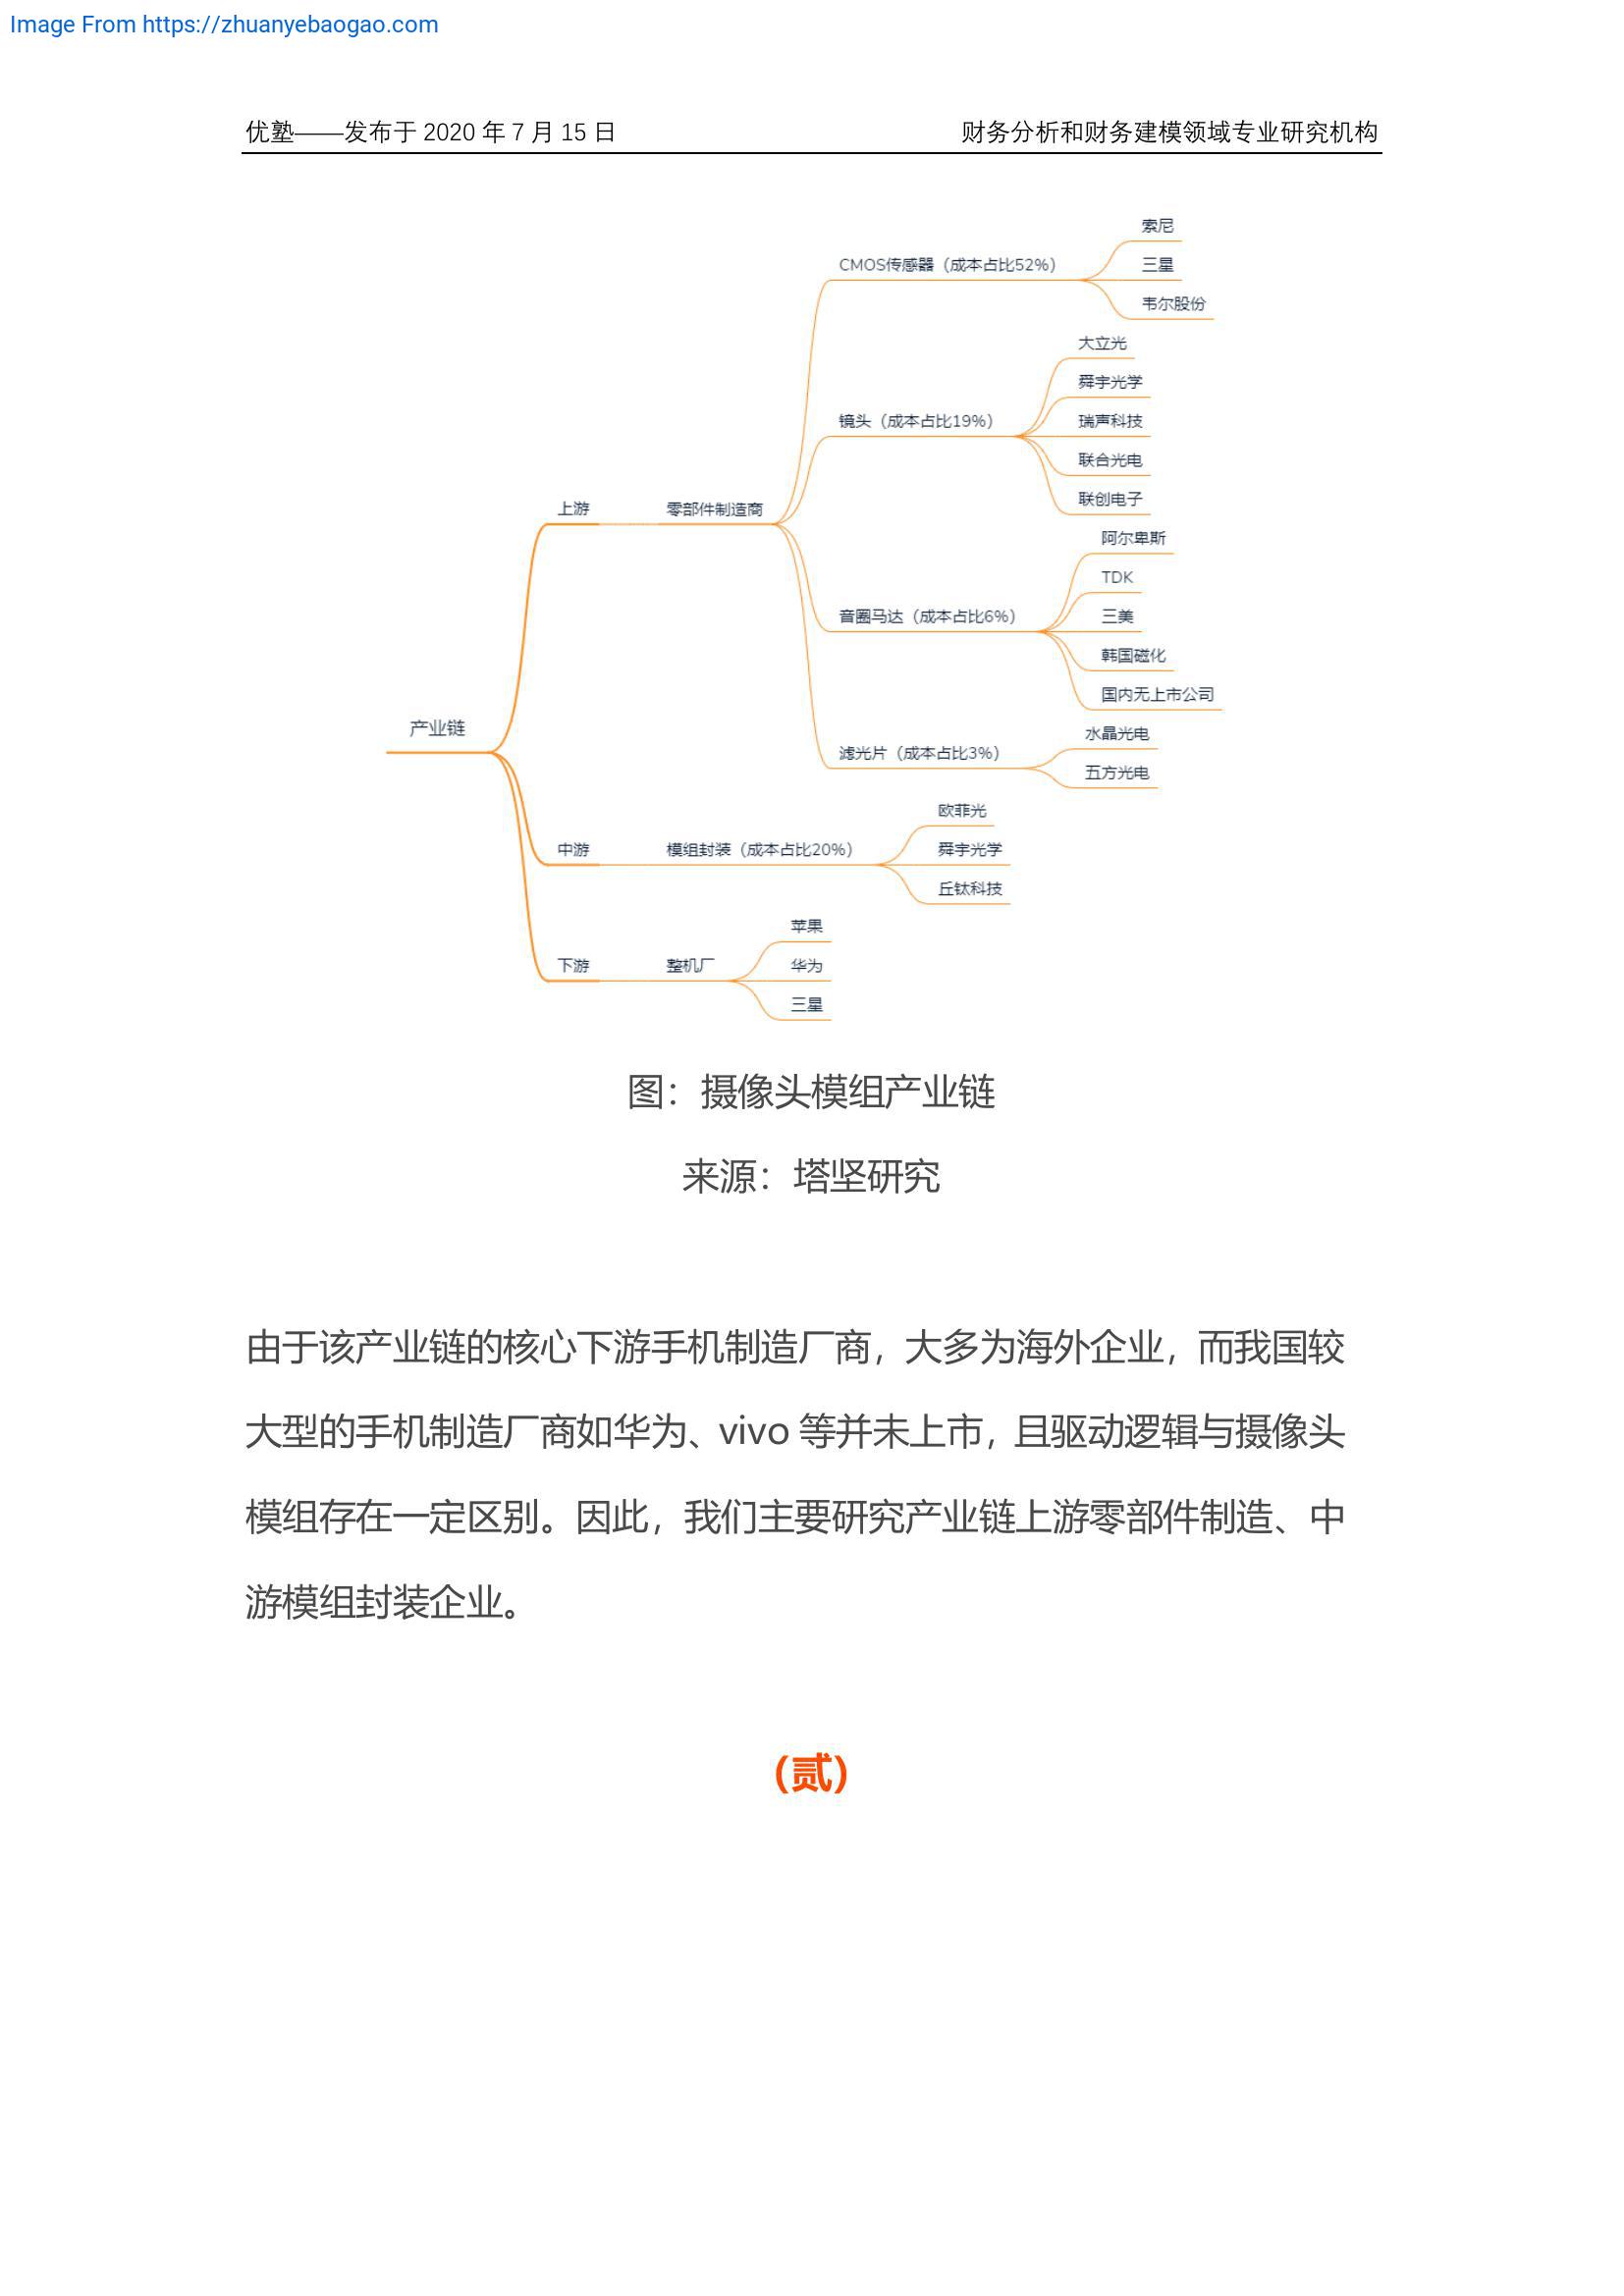 Image From https://zhuanyebaogao.com
优塾——发布于 2020 年 7 月 15 日
财务分析和财务建模领域专业研究机构
产业链
上游
零部件制造商
CMOS传感器（成本占比52%）
索尼
三星
韦尔股份
镜头（成本占比19%）
大立光
舜宇光学
瑞声科技
联合光电
联创电子
音圈马达（成本占比6%）
阿尔卑斯
TDK
三美
韩国磁化
国内无上市公司
滤光片（成本占比3%）
水晶光电
五方光电
中游
模组封装（成本占比20%）
欧菲光
舜宇光学
丘钛科技
下游
整机厂
苹果
华为
三星
图：摄像头模组产业链
来源：塔坚研究
由于该产业链的核心下游手机制造厂商，大多为海外企业，而我国较
大型的手机制造厂商如华为、vivo 等并未上市，且驱动逻辑与摄像头
模组存在一定区别。因此，我们主要研究产业链上游零部件制造、中
游模组封装企业。
(贰)